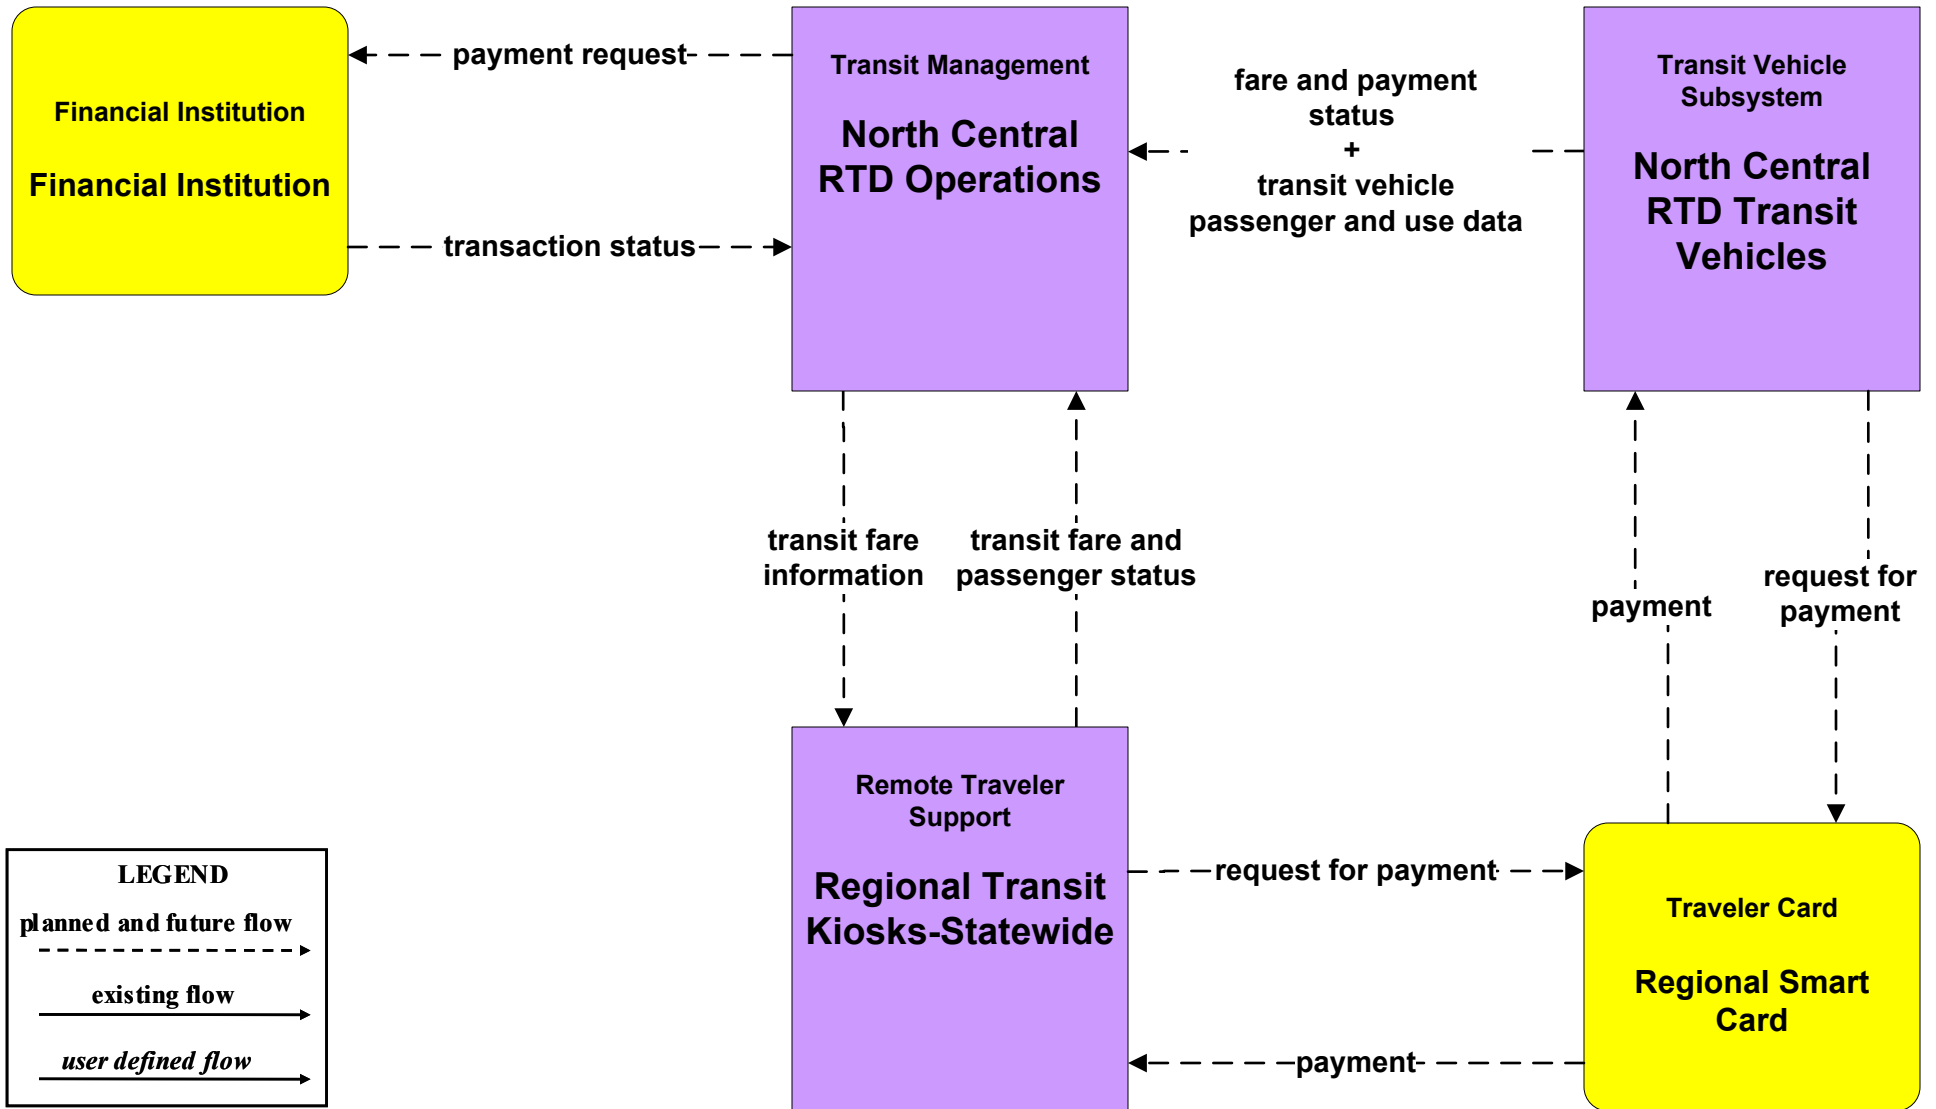 payment request
Financial Institution
Financial Institution
transaction status
Transit Management
North Central
RTD Operations
fare and payment
status
+
transit vehicle
passenger and use data
Transit Vehicle
Subsystem
North Central
RTD Transit
Vehicles
transit fare
information
transit fare and
passenger status
payment
request for
payment
Remote Traveler
Support
Regional Transit
Kiosks-Statewide
request for payment
payment
Traveler Card
Regional Smart
Card
LEGEND
planned and future flow
existing flow
user defined flow